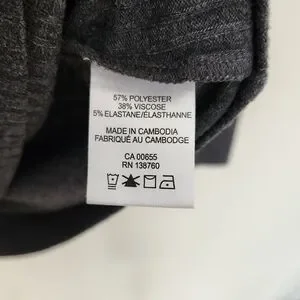 57% POLYESTER
38% VISCOSE
5% ELASTANE/ÉLASTHANNE
MADE IN CAMBODIA
FABRIQUÉ AU CAMBODGE
CA 00655
RN 138760